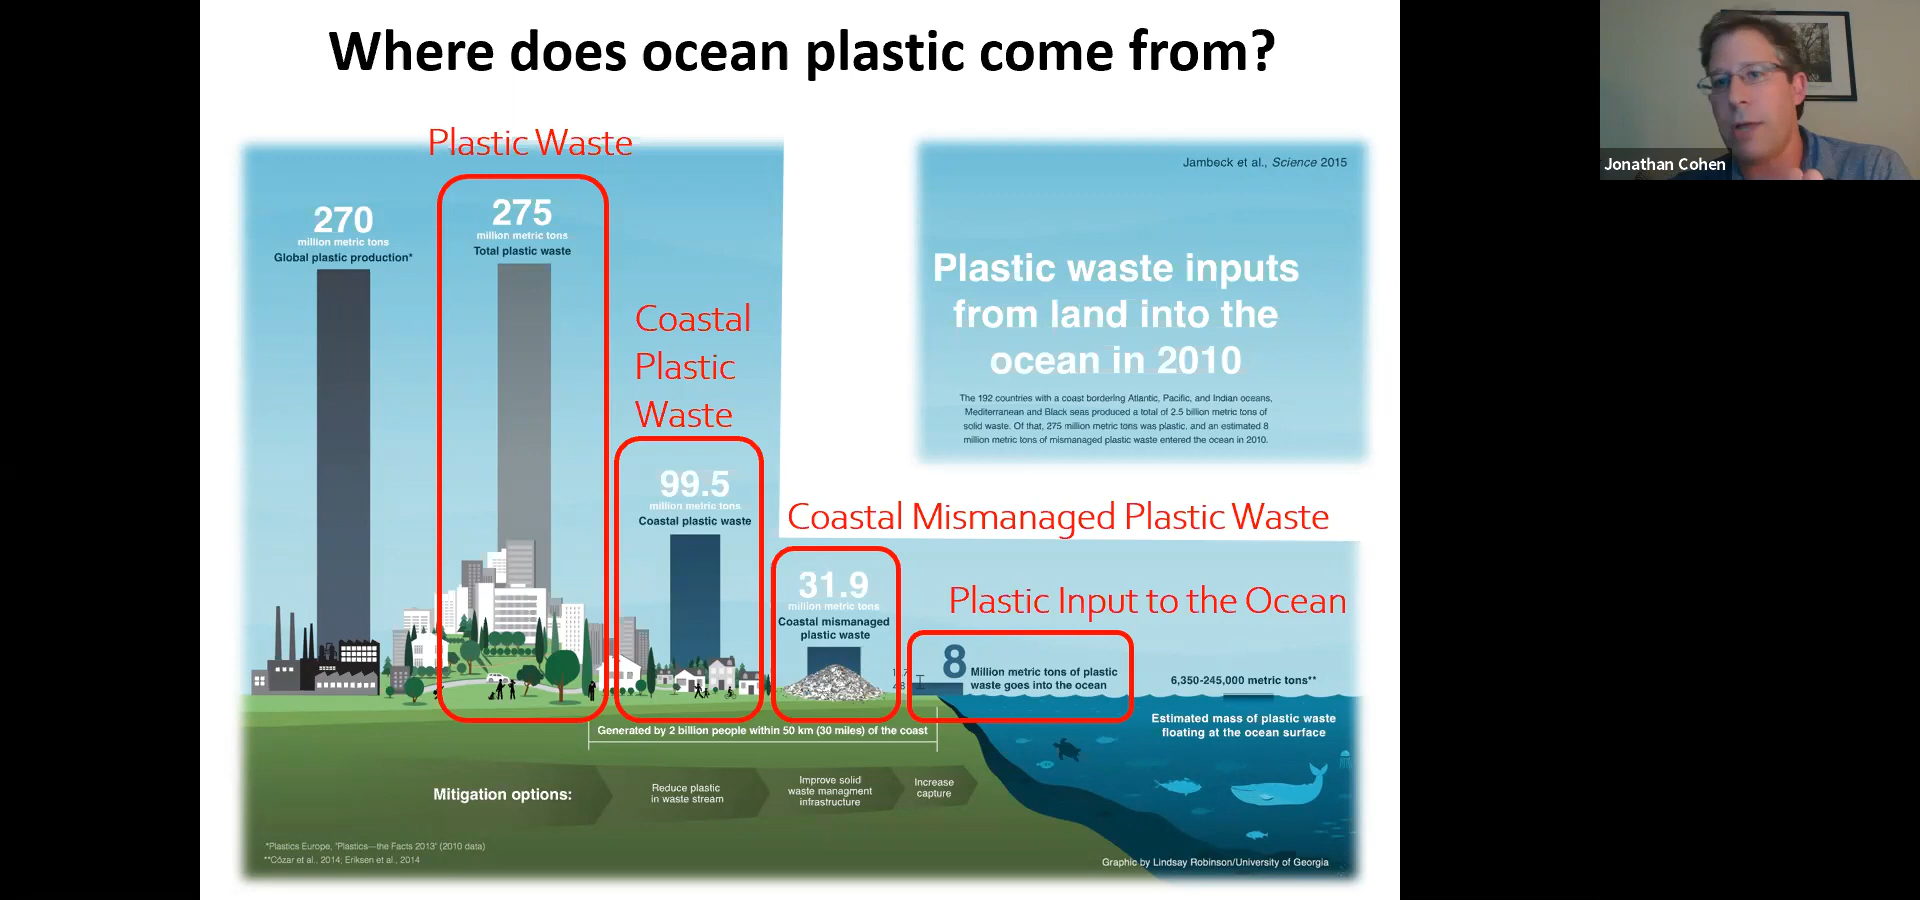 Where does ocean plastic come from?
Plastic Waste
270
million metric tons
Global plastic production*
275
million metric tons
Total plastic waste
Coastal
Plastic
Waste
99.5
million metric tons
Coastal plastic waste
Coastal Mismanaged Plastic Waste
31.9
million metric tons
Coastal mismanaged
plastic waste
Plastic Input to the Ocean
8
Million metric tons of plastic
waste goes into the ocean
6,350-245,000 metric tons**
Estimated mass of plastic waste
floating at the ocean surface
Generated by 2 billion people within 50 km (30 miles) of the coast
Mitigation options:
Reduce plastic
in waste stream
Improve solid
waste managment
infrastructure
Increase
capture
*Plastics Europe, "Plastics—the Facts 2013" (2010 data)
**Cózar et al., 2014; Eriksen et al., 2014
Graphic by Lindsay Robinson/University of Georgia
Jambeck et al., Science 2015
Plastic waste inputs
from land into the
ocean in 2010
The 192 countries with a coast bordering Atlantic, Pacific, and Indian oceans,
Mediterranean and Black seas produced a total of 2.5 billion metric tons of
solid waste. Of that, 275 million metric tons was plastic, and an estimated 8
million metric tons of mismanaged plastic waste entered the ocean in 2010.
Jonathan Cohen